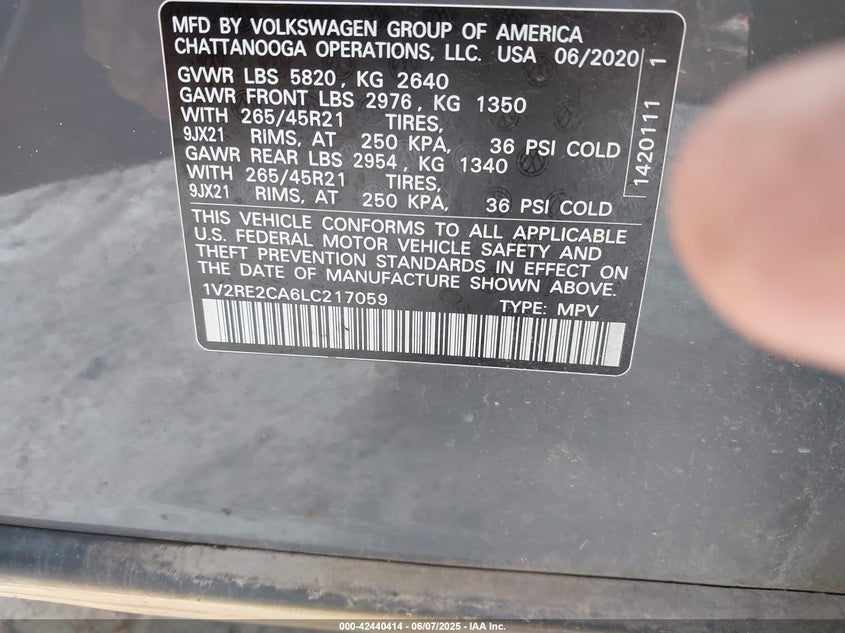 MFD BY VOLKSWAGEN GROUP OF AMERICA
CHATTANOOGA OPERATIONS, LLC. USA 06/2020
GVWR LBS 5820, KG 2640
GAWR FRONT LBS 2976, KG 1350
WITH 265/45R21 TIRES,
9JX21 RIMS, AT 250 KPA, 36 PSI COLD
GAWR REAR LBS 2954, KG 1340
WITH 265/45R21 TIRES,
9JX21 RIMS, AT 250 KPA, 36 PSI COLD
1420111 1
THIS VEHICLE CONFORMS TO ALL APPLICABLE
U.S. FEDERAL MOTOR VEHICLE SAFETY AND
THEFT PREVENTION STANDARDS IN EFFECT ON
THE DATE OF MANUFACTURE SHOWN ABOVE.
1V2RE2CA6LC217059 TYPE: MPV
000-42440414 - 06/07/2025 - IAA Inc.